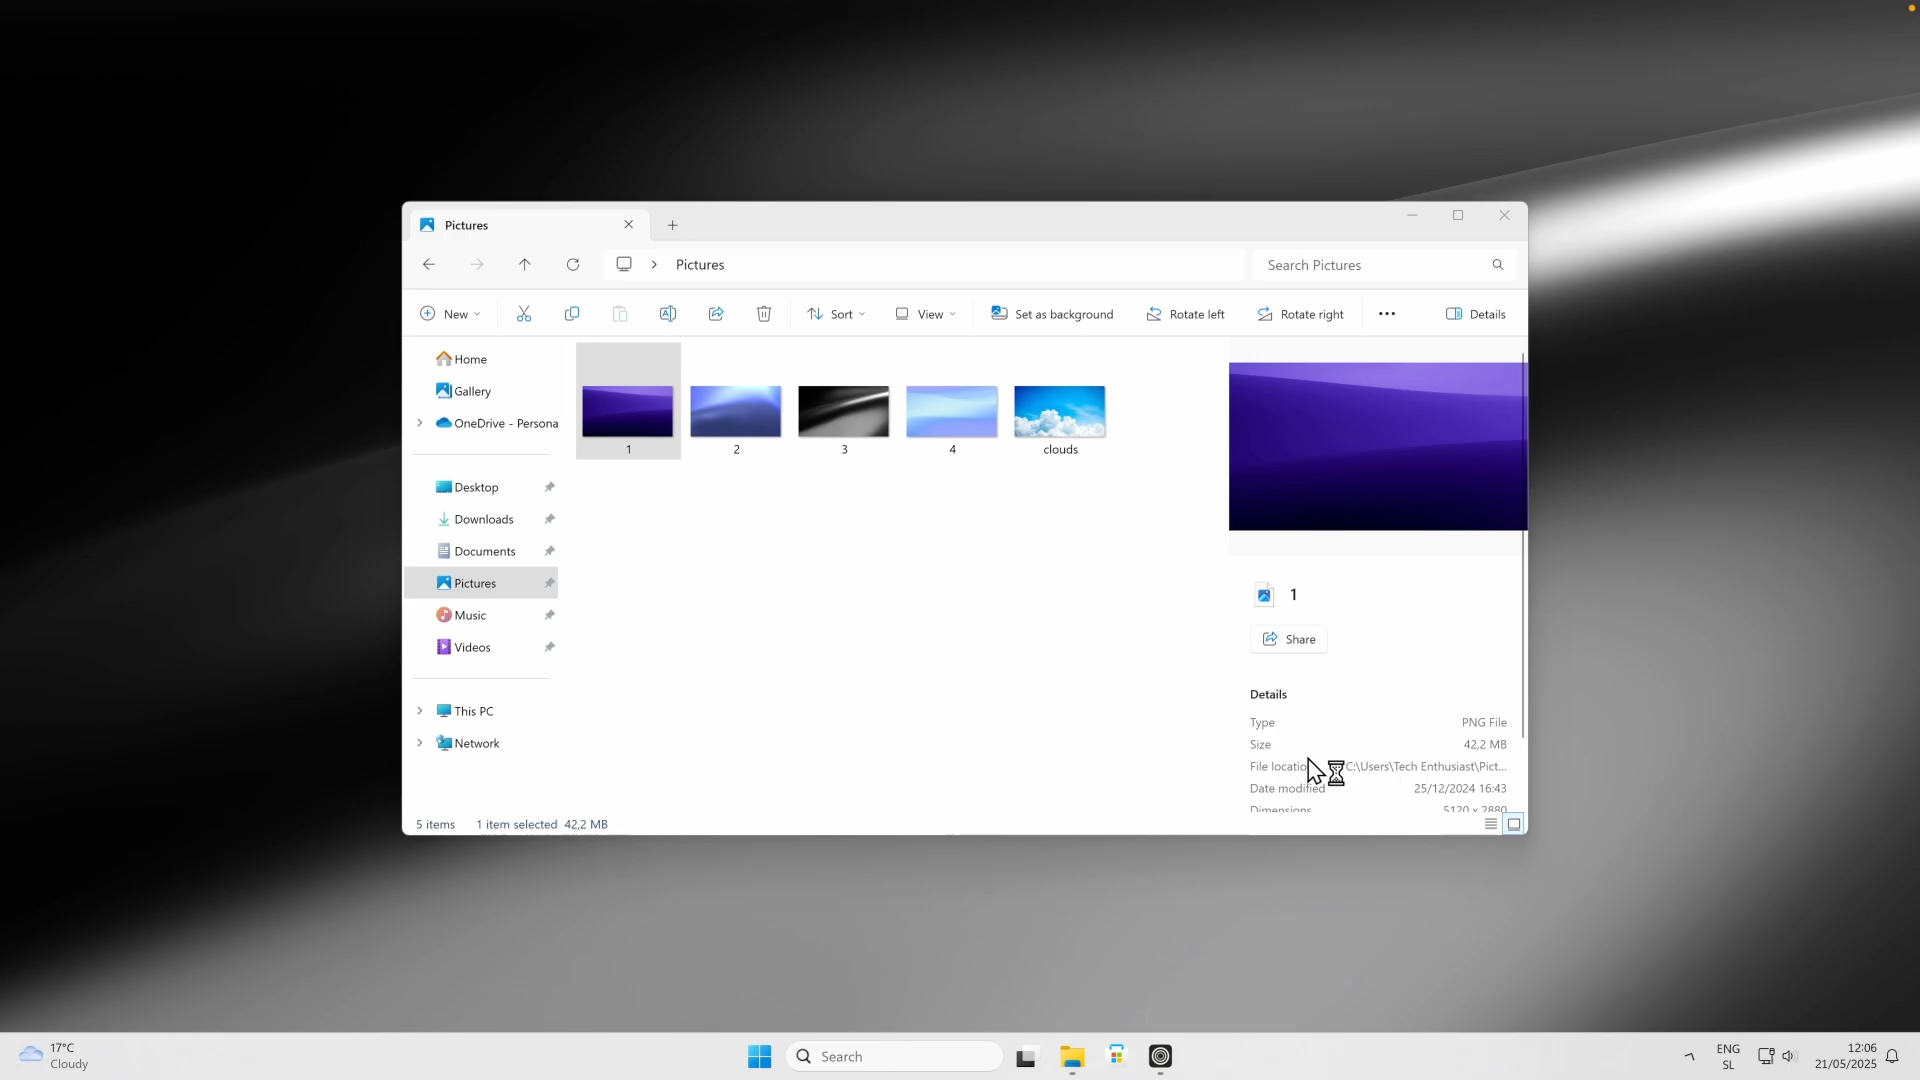 Pictures
Pictures
Search Pictures
New
Sort
View
Set as background
Rotate left
Rotate right
Details
Home
Gallery
OneDrive - Persona
Desktop
Downloads
Documents
Pictures
Music
Videos
This PC
Network
1
2
3
4
clouds
1
Share
Details
Type PNG File
Size 42,2 MB
File locatio C:\Users\Tech Enthusiast\Pict...
Date modified 25/12/2024 16:43
Dimensions 5120 x 2880
5 items 1 item selected 42,2 MB
17°C
Cloudy
Search
ENG
SL
12:06
21/05/2025